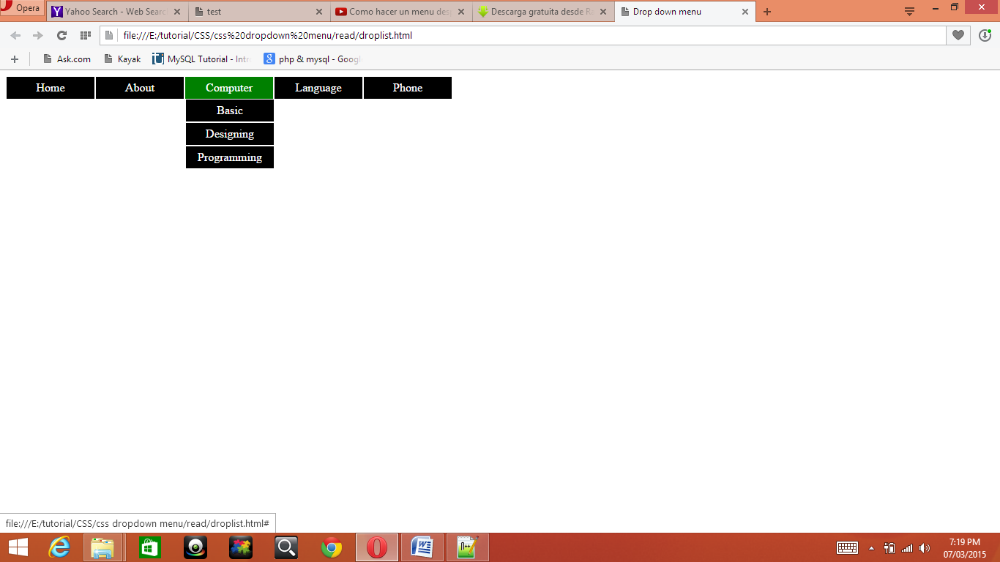 Opera
Yahoo Search - Web Searc
test
Como hacer un menu des
Descarga gratuita desde R
Drop down menu
file:///E:/tutorial/CSS/css%20dropdown%20menu/read/droplist.html
Ask.com
Kayak
MySQL Tutorial - Intr
php & mysql - Google
Home About Computer Language Phone
Basic
Designing
Programming
file:///E:/tutorial/CSS/css dropdown menu/read/droplist.html#
7:19 PM
07/03/2015